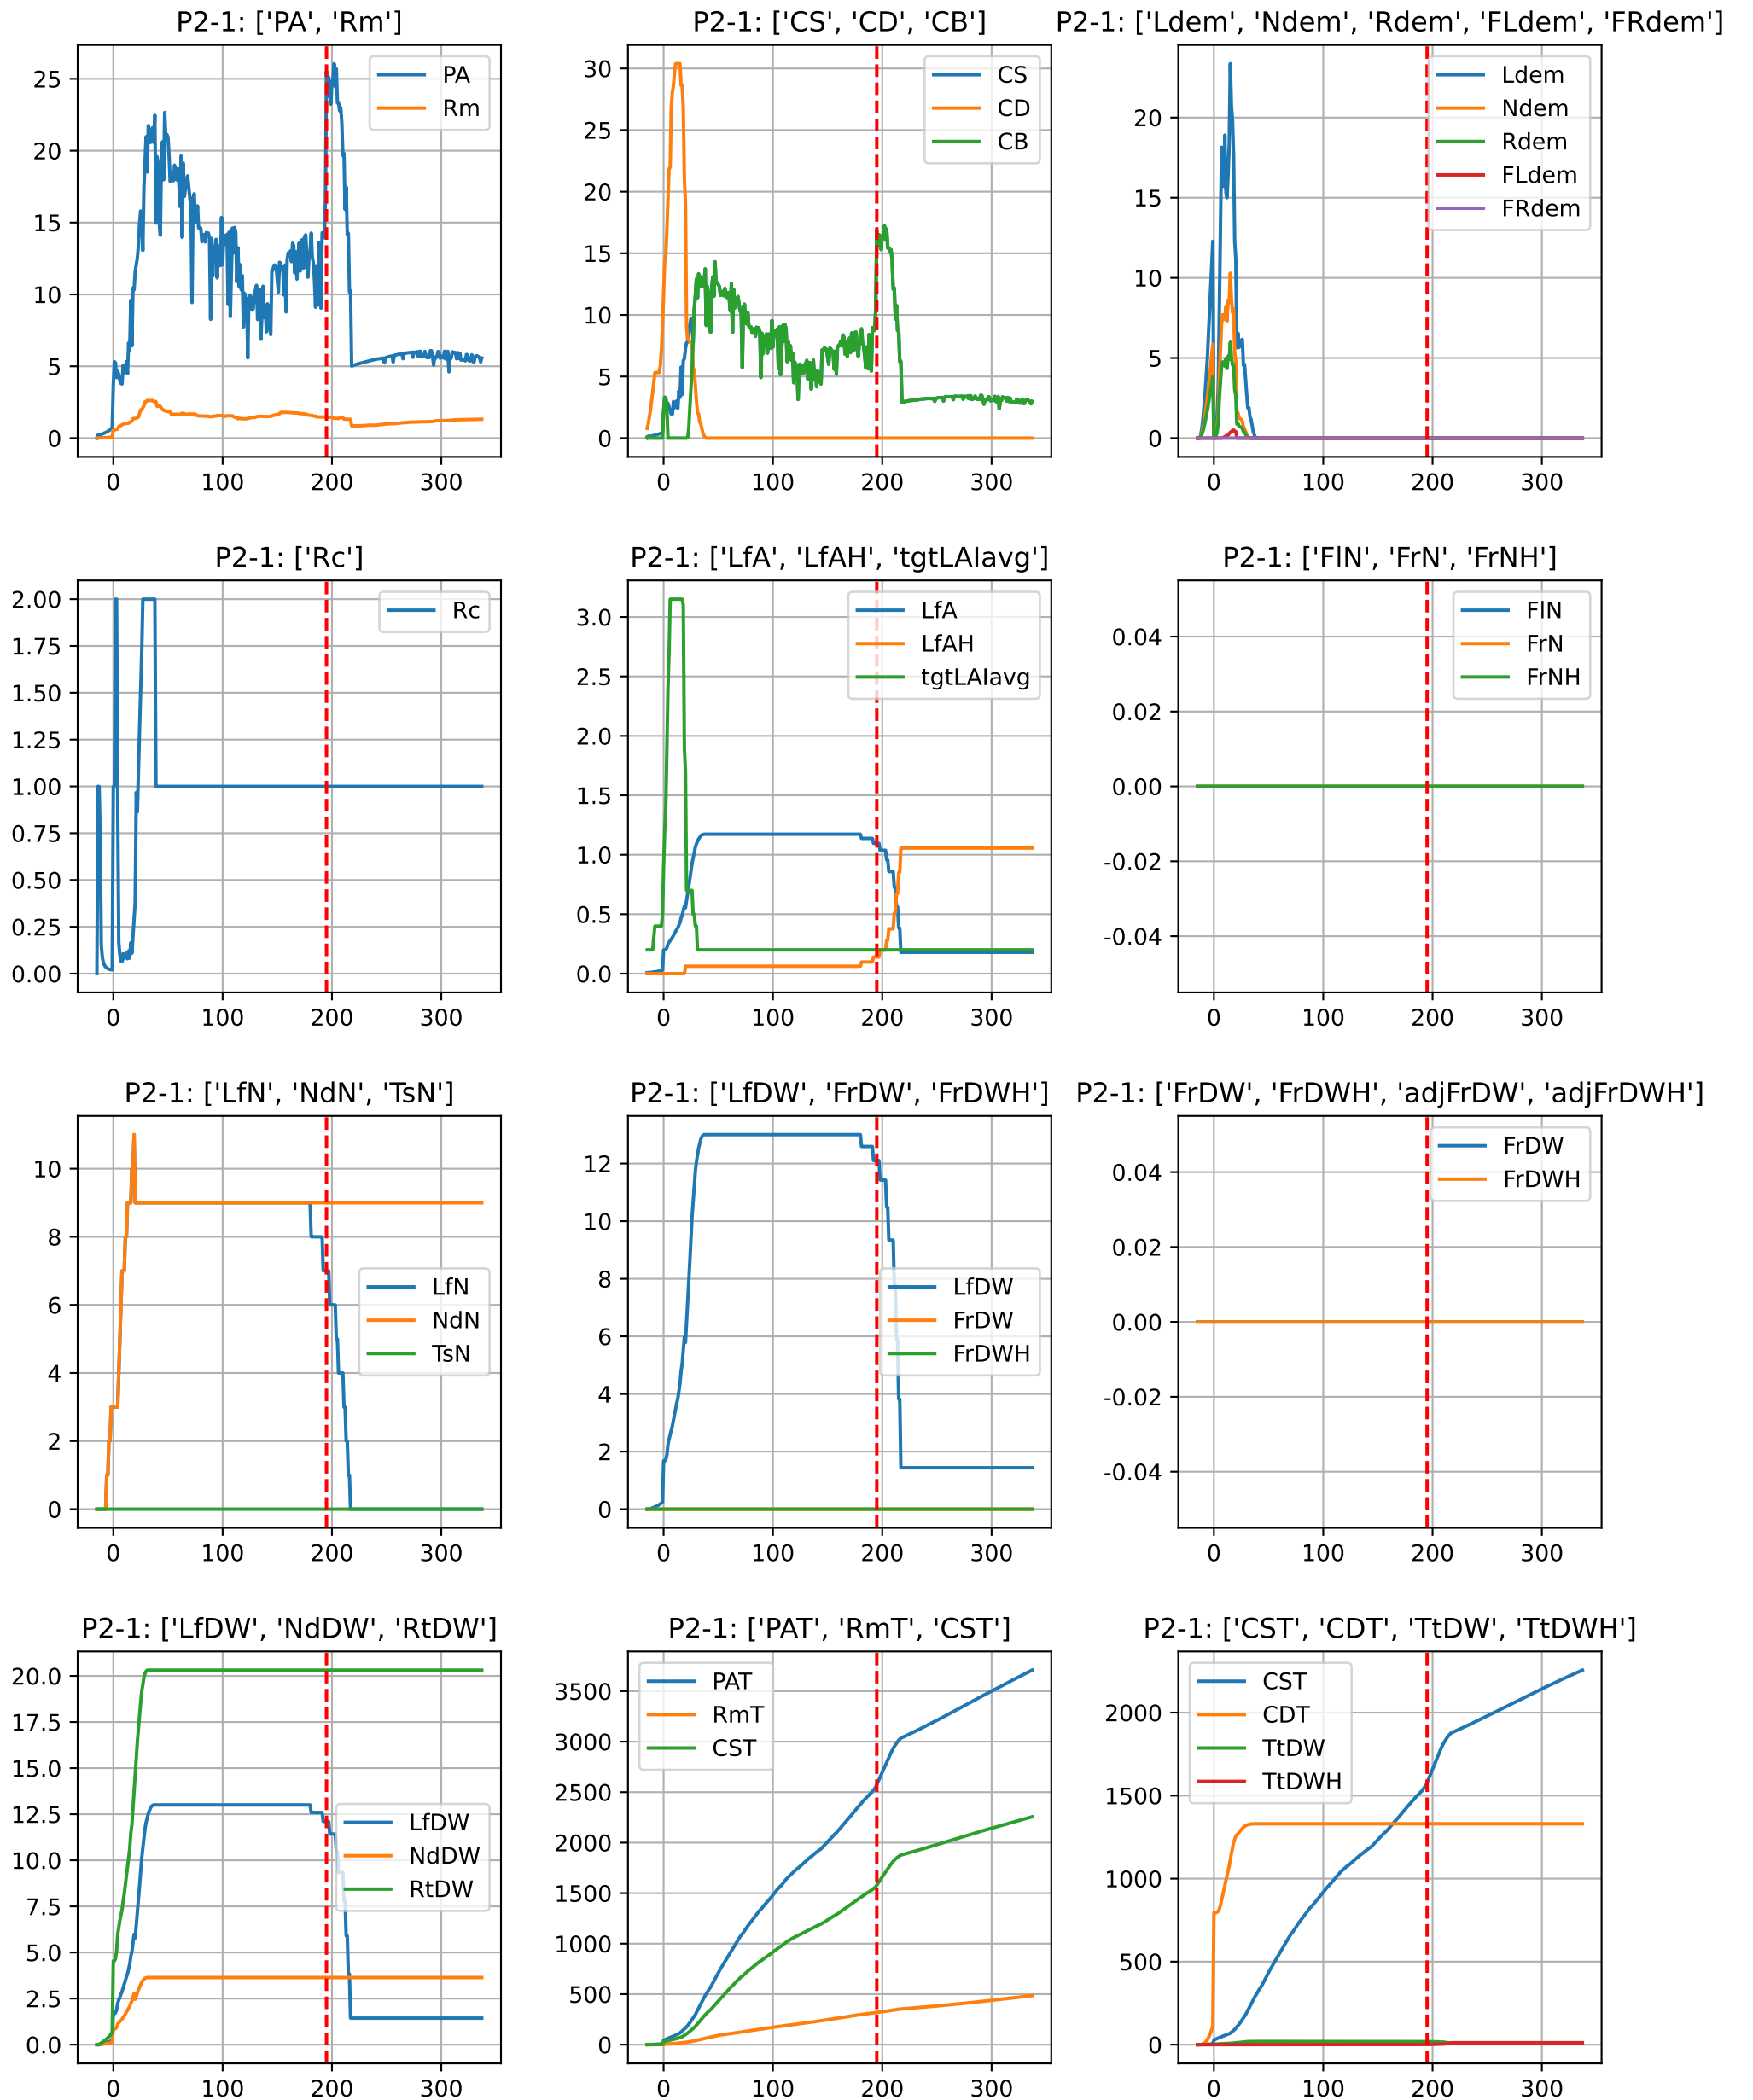 P2-1: ['PA', 'Rm']
25
20
15
10
5
0
0 100 200 300
PA
Rm
P2-1: ['CS', 'CD', 'CB']
30
25
20
15
10
5
0
0 100 200 300
CS
CD
CB
P2-1: ['Ldem', 'Ndem', 'Rdem', 'FLdem', 'FRdem']
20
15
10
5
0
0 100 200 300
Ldem
Ndem
Rdem
FLdem
FRdem
P2-1: ['Rc']
2.00
1.75
1.50
1.25
1.00
0.75
0.50
0.25
0.00
0 100 200 300
Rc
P2-1: ['LfA', 'LfAH', 'tgtLAIavg']
3.0
2.5
2.0
1.5
1.0
0.5
0.0
0 100 200 300
LfA
LfAH
tgtLAIavg
P2-1: ['FlN', 'FrN', 'FrNH']
0.04
0.02
0.00
-0.02
-0.04
0 100 200 300
FlN
FrN
FrNH
P2-1: ['LfN', 'NdN', 'TsN']
10
8
6
4
2
0
0 100 200 300
LfN
NdN
TsN
P2-1: ['LfDW', 'FrDW', 'FrDWH']
12
10
8
6
4
2
0
0 100 200 300
LfDW
FrDW
FrDWH
P2-1: ['FrDW', 'FrDWH', 'adjFrDW', 'adjFrDWH']
0.04
0.02
0.00
-0.02
-0.04
0 100 200 300
FrDW
FrDWH
P2-1: ['LfDW', 'NdDW', 'RtDW']
20.0
17.5
15.0
12.5
10.0
7.5
5.0
2.5
0.0
0 100 200 300
LfDW
NdDW
RtDW
P2-1: ['PAT', 'RmT', 'CST']
3500
3000
2500
2000
1500
1000
500
0
0 100 200 300
PAT
RmT
CST
P2-1: ['CST', 'CDT', 'TtDW', 'TtDWH']
2000
1500
1000
500
0
0 100 200 300
CST
CDT
TtDW
TtDWH